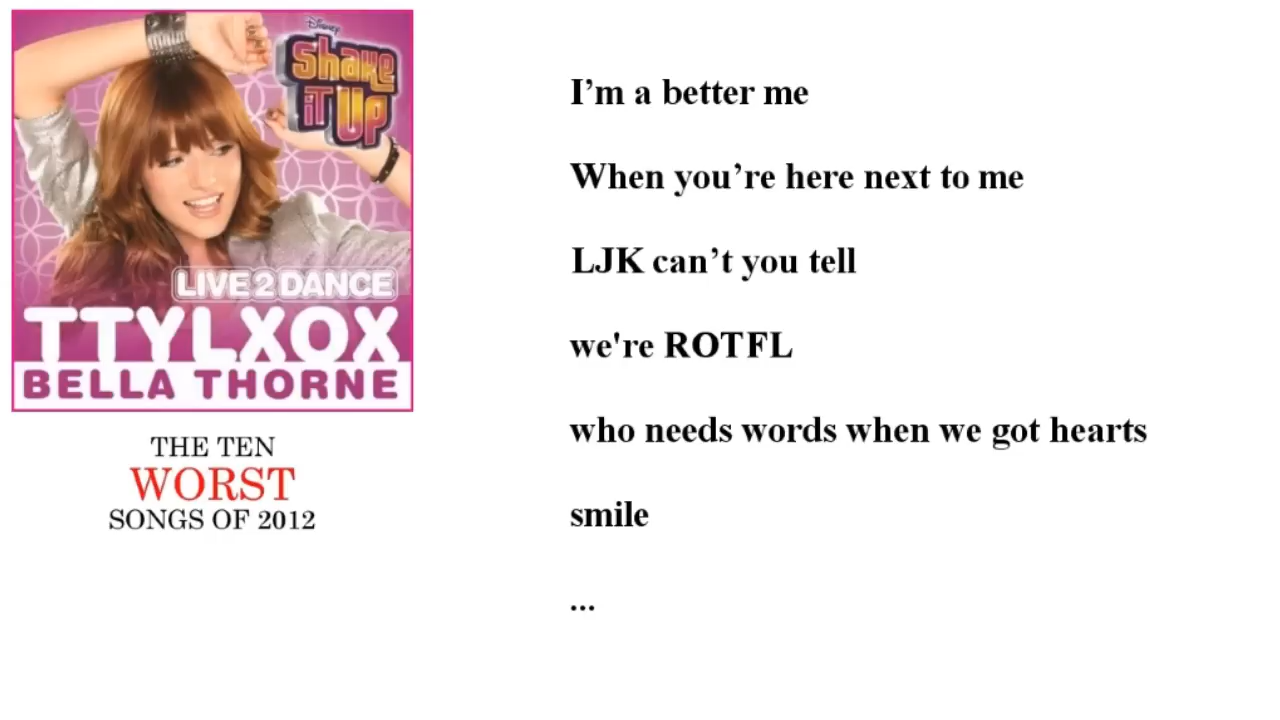 Disney
Shake
it Up
LIVE 2 DANCE
TTYLXOX
BELLA THORNE
THE TEN
WORST
SONGS OF 2012
I’m a better me
When you’re here next to me
LJK can’t you tell
we're ROTFL
who needs words when we got hearts
smile
...